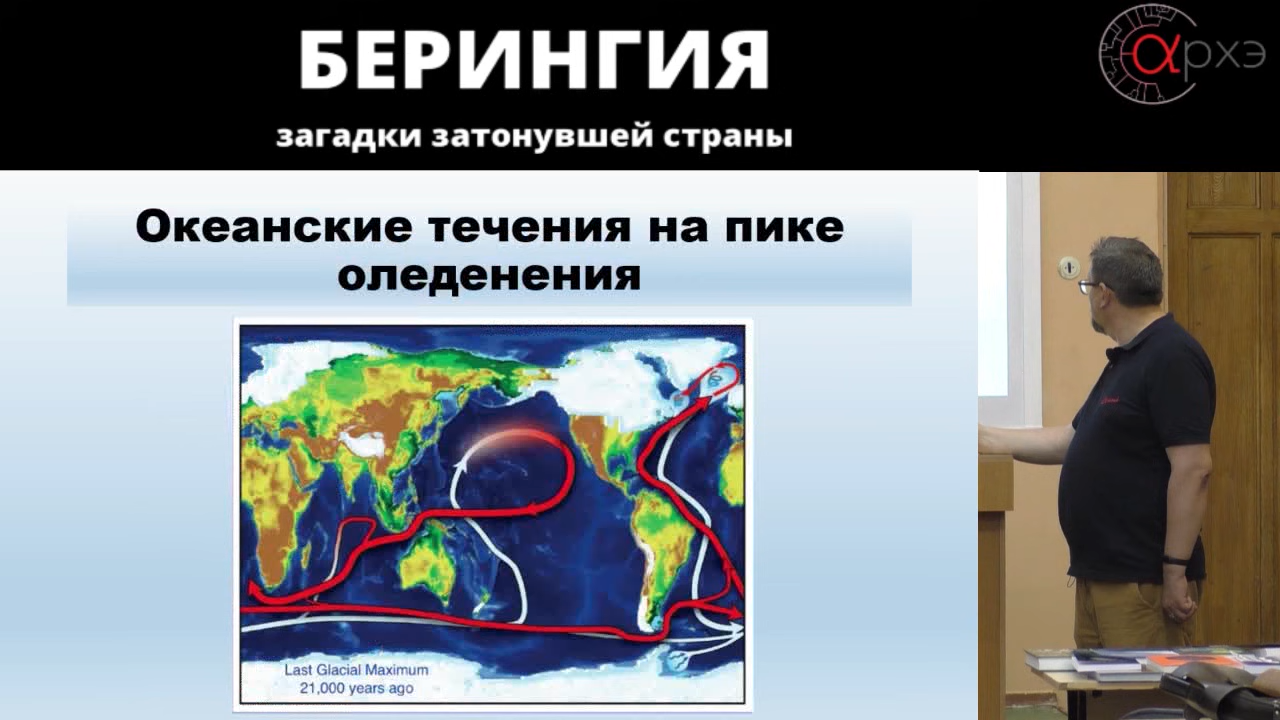 БЕРИНГИЯ
загадки затонувшей страны
αрхэ
Океанские течения на пике
оледенения
Last Glacial Maximum
21,000 years ago